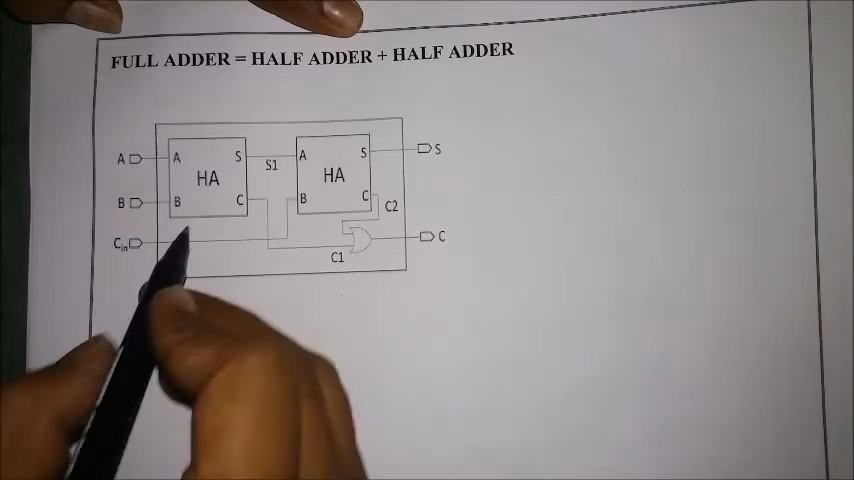 FULL ADDER = HALF ADDER + HALF ADDER
A A S S1 A S S
HA HA
B B C B C C2
Cin C1 C